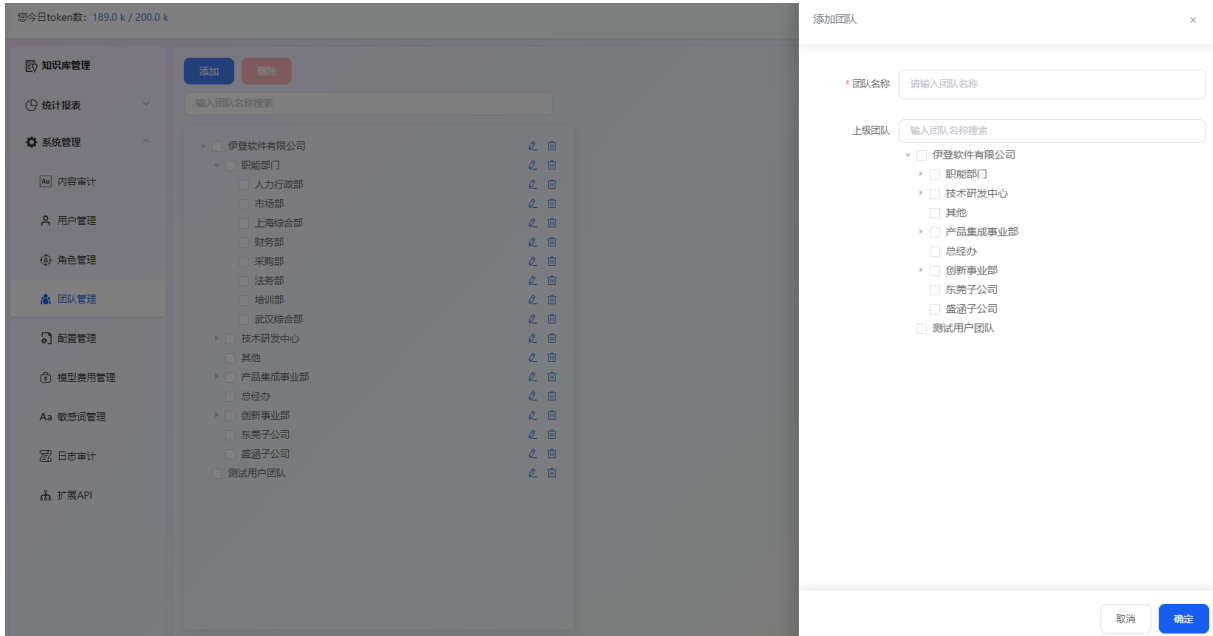 您今日token数：189.0 k / 200.0 k
知识库管理
统计报表
系统管理
Au 内容审计
用户管理
角色管理
团队管理
配置管理
模型费用管理
Aa 敏感词管理
日志审计
扩展API
添加 删除
输入团队名称搜索
伊登软件有限公司
职能部门
人力行政部
市场部
上海综合部
财务部
采购部
法务部
培训部
武汉综合部
技术研发中心
其他
产品集成事业部
总经办
创新事业部
东莞子公司
盛涵子公司
测试用户团队
添加团队
* 团队名称 请输入团队名称
上级团队 输入团队名称搜索
伊登软件有限公司
职能部门
技术研发中心
其他
产品集成事业部
总经办
创新事业部
东莞子公司
盛涵子公司
测试用户团队
取消 确定